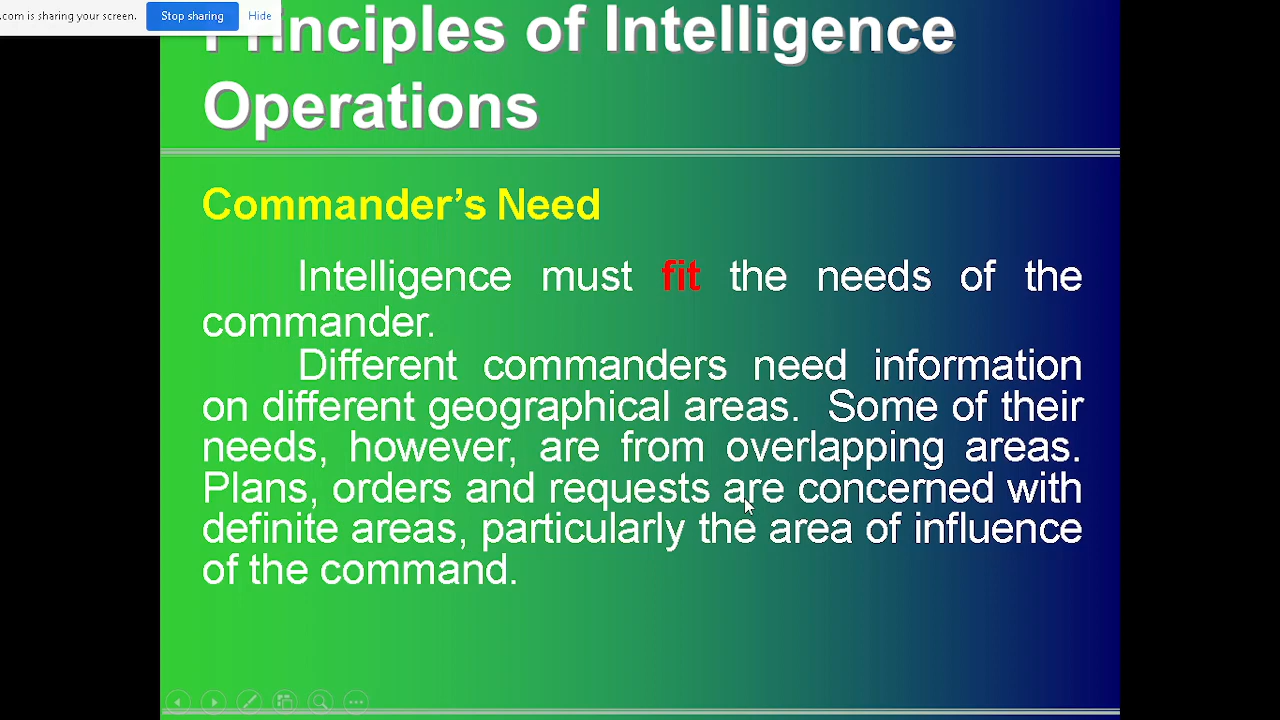 .com is sharing your screen. Stop sharing Hide
Principles of Intelligence
Operations
Commander's Need
Intelligence must fit the needs of the
commander.
Different commanders need information
on different geographical areas. Some of their
needs, however, are from overlapping areas.
Plans, orders and requests are concerned with
definite areas, particularly the area of influence
of the command.